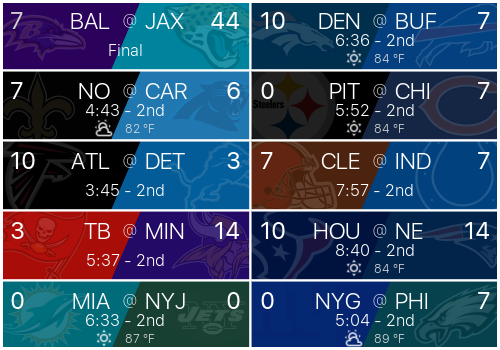 7 BAL @ JAX 44
Final
10 DEN @ BUF 7
6:36 - 2nd
84 °F
7 NO @ CAR 6
4:43 - 2nd
82 °F
0 PIT @ CHI 7
5:52 - 2nd
84 °F
Steelers
10 ATL @ DET 3
3:45 - 2nd
7 CLE @ IND 7
7:57 - 2nd
3 TB @ MIN 14
5:37 - 2nd
10 HOU @ NE 14
8:40 - 2nd
84 °F
0 MIA @ NYJ 0
6:33 - 2nd
87 °F
JETS
0 NYG @ PHI 7
5:04 - 2nd
89 °F